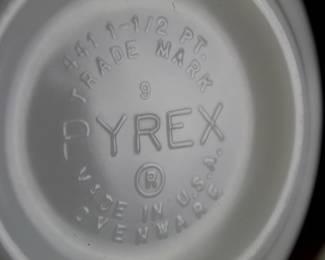 441 1-1/2 PT.
TRADE MARK
9
PYREX
®
MADE IN U.S.A.
OVENWARE